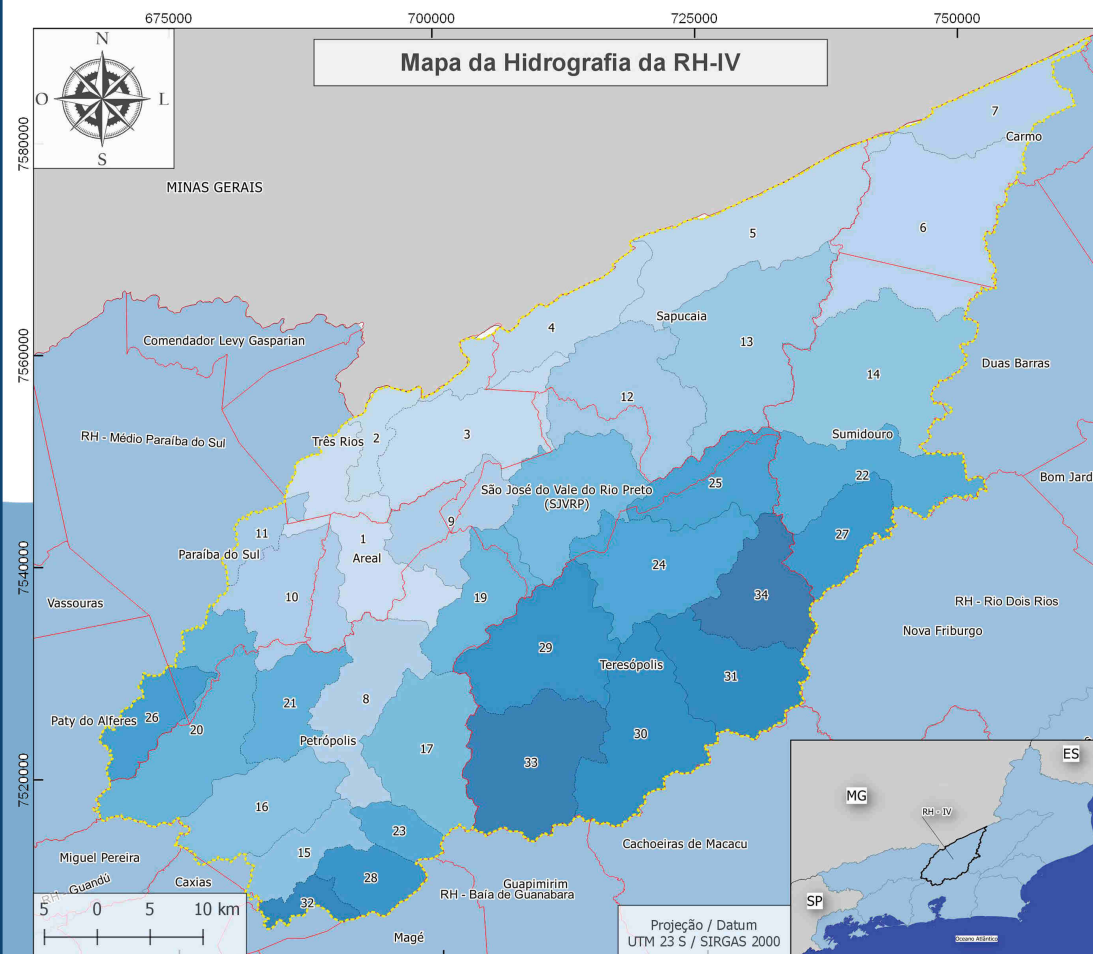 675000 700000 725000 750000
Mapa da Hidrografia da RH-IV
N
O L
S
7580000
7560000
7540000
7520000
MINAS GERAIS
7
Carmo
6
5
Comendador Levy Gasparian
4
Sapucaia
13
14
Duas Barras
12
RH - Médio Paraíba do Sul
Três Rios
2
3
Sumidouro
22
Bom Jard
São José do Vale do Rio Preto
(SJVRP)
25
9
11
1
Areal
27
Paraíba do Sul
24
10
19
34
Vassouras
RH - Rio Dois Rios
Nova Friburgo
29
Teresópolis
31
8
21
Paty do Alferes
26
20
Petrópolis
17
30
33
16
23
15
28
32
Miguel Pereira
RH - Guandú
Caxias
Cachoeiras de Macacu
Guapimirim
RH - Baía de Guanabara
Magé
5 0 5 10 km
Projeção / Datum
UTM 23 S / SIRGAS 2000
ES
MG
RH - IV
SP
Oceano Atlântico